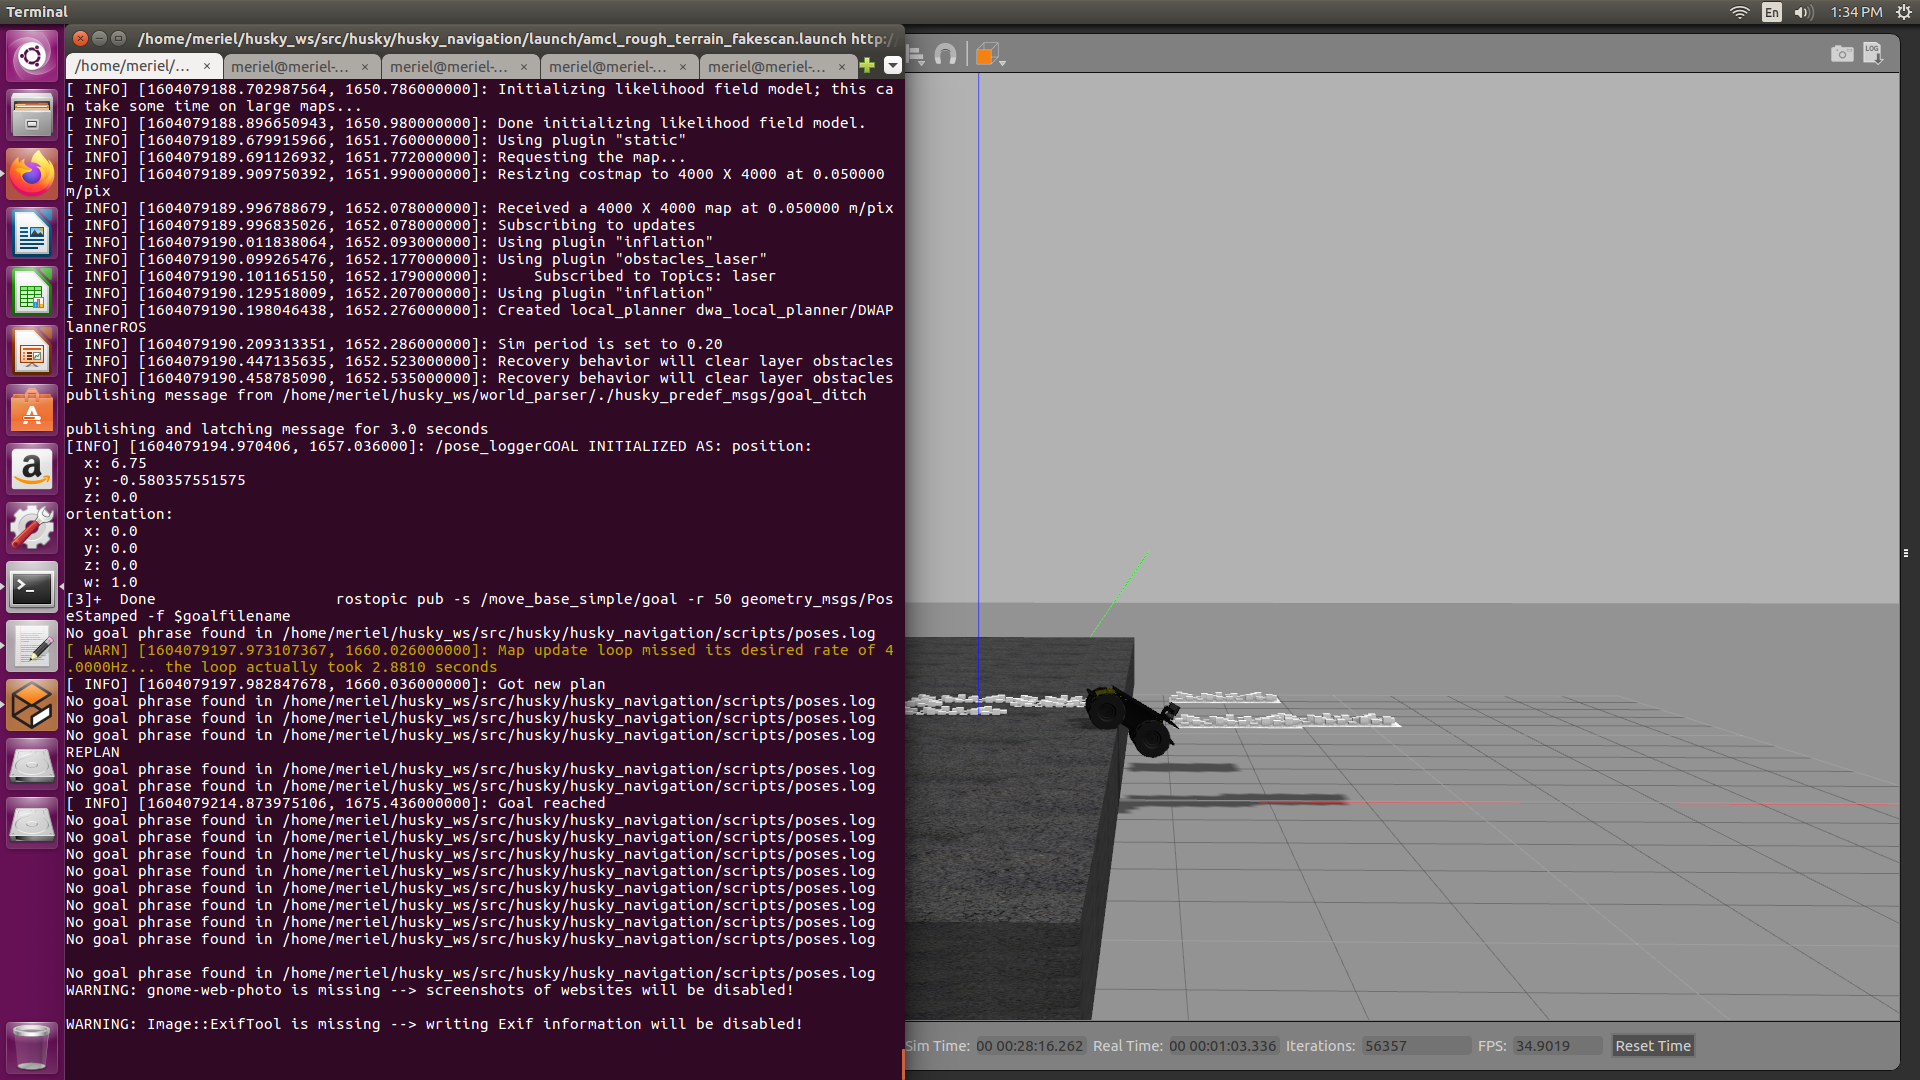 Terminal
En
1:34 PM
/home/meriel/husky_ws/src/husky/husky_navigation/launch/amcl_rough_terrain_fakescan.launch http:/
/home/meriel/... × meriel@meriel-... × meriel@meriel-... × meriel@meriel-... × meriel@meriel-... ×
LOG
[ INFO] [1604079188.702987564, 1650.786000000]: Initializing likelihood field model; this ca
n take some time on large maps...
[ INFO] [1604079188.896650943, 1650.980000000]: Done initializing likelihood field model.
[ INFO] [1604079189.679915966, 1651.760000000]: Using plugin "static"
[ INFO] [1604079189.691126932, 1651.772000000]: Requesting the map...
[ INFO] [1604079189.909750392, 1651.990000000]: Resizing costmap to 4000 X 4000 at 0.050000
m/pix
[ INFO] [1604079189.996788679, 1652.078000000]: Received a 4000 X 4000 map at 0.050000 m/pix
[ INFO] [1604079189.996835026, 1652.078000000]: Subscribing to updates
[ INFO] [1604079190.011838064, 1652.093000000]: Using plugin "inflation"
[ INFO] [1604079190.099265476, 1652.177000000]: Using plugin "obstacles_laser"
[ INFO] [1604079190.101165150, 1652.179000000]:     Subscribed to Topics: laser
[ INFO] [1604079190.129518009, 1652.207000000]: Using plugin "inflation"
[ INFO] [1604079190.198046438, 1652.276000000]: Created local_planner dwa_local_planner/DWAP
lannerROS
[ INFO] [1604079190.209313351, 1652.286000000]: Sim period is set to 0.20
[ INFO] [1604079190.447135635, 1652.523000000]: Recovery behavior will clear layer obstacles
[ INFO] [1604079190.458785090, 1652.535000000]: Recovery behavior will clear layer obstacles
publishing message from /home/meriel/husky_ws/world_parser/./husky_predef_msgs/goal_ditch
publishing and latching message for 3.0 seconds
[INFO] [1604079194.970406, 1657.036000]: /pose_loggerGOAL INITIALIZED AS: position:
x: 6.75
y: -0.580357551575
z: 0.0
orientation:
x: 0.0
y: 0.0
z: 0.0
w: 1.0
[3]+  Done                    rostopic pub -s /move_base_simple/goal -r 50 geometry_msgs/Pos
eStamped -f $goalfilename
No goal phrase found in /home/meriel/husky_ws/src/husky/husky_navigation/scripts/poses.log
[ WARN] [1604079197.973107367, 1660.026000000]: Map update loop missed its desired rate of 4
.0000Hz... the loop actually took 2.8810 seconds
[ INFO] [1604079197.982847678, 1660.036000000]: Got new plan
No goal phrase found in /home/meriel/husky_ws/src/husky/husky_navigation/scripts/poses.log
No goal phrase found in /home/meriel/husky_ws/src/husky/husky_navigation/scripts/poses.log
No goal phrase found in /home/meriel/husky_ws/src/husky/husky_navigation/scripts/poses.log
REPLAN
No goal phrase found in /home/meriel/husky_ws/src/husky/husky_navigation/scripts/poses.log
No goal phrase found in /home/meriel/husky_ws/src/husky/husky_navigation/scripts/poses.log
[ INFO] [1604079214.873975106, 1675.436000000]: Goal reached
No goal phrase found in /home/meriel/husky_ws/src/husky/husky_navigation/scripts/poses.log
No goal phrase found in /home/meriel/husky_ws/src/husky/husky_navigation/scripts/poses.log
No goal phrase found in /home/meriel/husky_ws/src/husky/husky_navigation/scripts/poses.log
No goal phrase found in /home/meriel/husky_ws/src/husky/husky_navigation/scripts/poses.log
No goal phrase found in /home/meriel/husky_ws/src/husky/husky_navigation/scripts/poses.log
No goal phrase found in /home/meriel/husky_ws/src/husky/husky_navigation/scripts/poses.log
No goal phrase found in /home/meriel/husky_ws/src/husky/husky_navigation/scripts/poses.log
No goal phrase found in /home/meriel/husky_ws/src/husky/husky_navigation/scripts/poses.log
No goal phrase found in /home/meriel/husky_ws/src/husky/husky_navigation/scripts/poses.log
WARNING: gnome-web-photo is missing --> screenshots of websites will be disabled!
WARNING: Image::ExifTool is missing --> writing Exif information will be disabled!
Sim Time: 00 00:28:16.262 Real Time: 00 00:01:03.336 Iterations: 56357 FPS: 34.9019 Reset Time